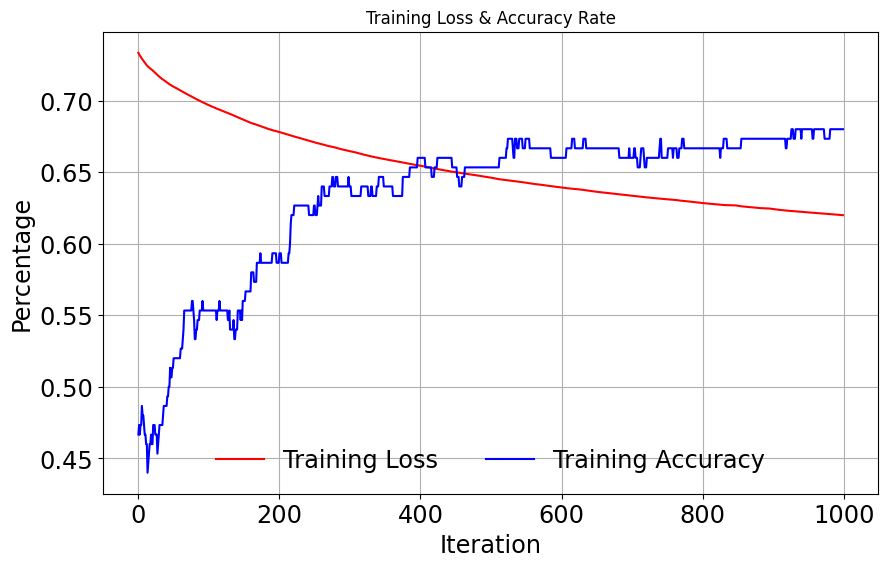 Training Loss & Accuracy Rate
0.70
0.65
0.60
0.55
0.50
0.45
Percentage
Training Loss
Training Accuracy
0
200
400
600
800
1000
Iteration